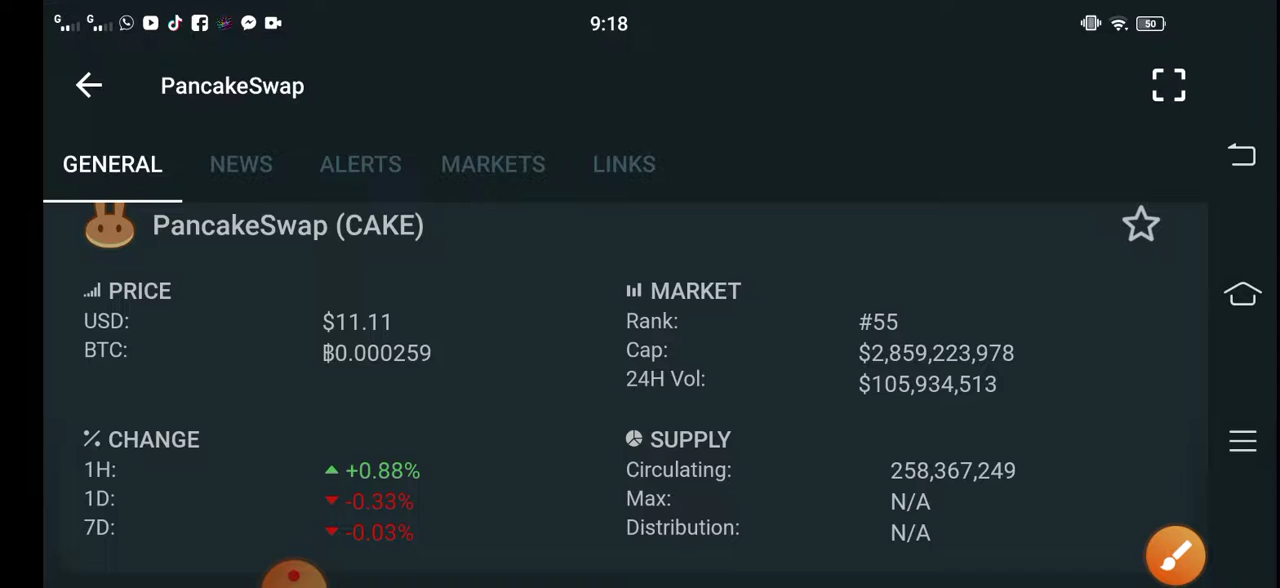 G G 9:18 50
PancakeSwap
GENERAL NEWS ALERTS MARKETS LINKS
PancakeSwap (CAKE)
PRICE
USD: $11.11
BTC: ฿0.000259
MARKET
Rank: #55
Cap: $2,859,223,978
24H Vol: $105,934,513
CHANGE
1H: +0.88%
1D: -0.33%
7D: -0.03%
SUPPLY
Circulating: 258,367,249
Max: N/A
Distribution: N/A